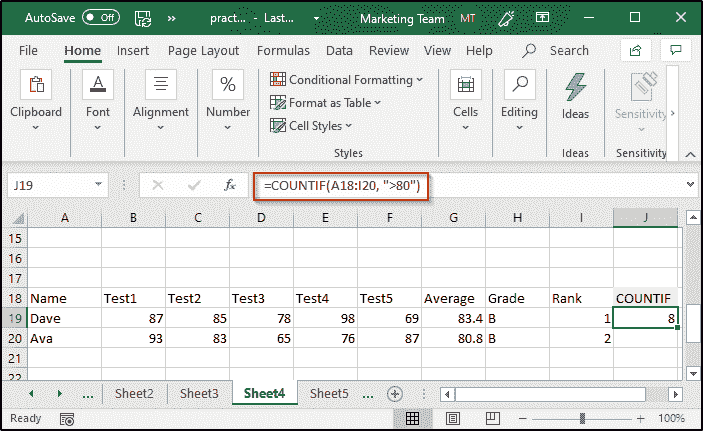 AutoSave Off » pract... - Last... Marketing Team MT
File Home Insert Page Layout Formulas Data Review View Help Search
Conditional Formatting
Format as Table
Cell Styles
Clipboard Font Alignment Number Cells Editing Ideas Sensitivity
Styles Ideas Sensitivity
J19 fx =COUNTIF(A18:I20, ">80")
A B C D E F G H I J
15
16
17
18 Name Test1 Test2 Test3 Test4 Test5 Average Grade Rank COUNTIF
19 Dave 87 85 78 98 69 83.4 B 1 8
20 Ava 93 83 65 76 87 80.8 B 2
21
22
... Sheet2 Sheet3 Sheet4 Sheet5 ...
Ready 100%